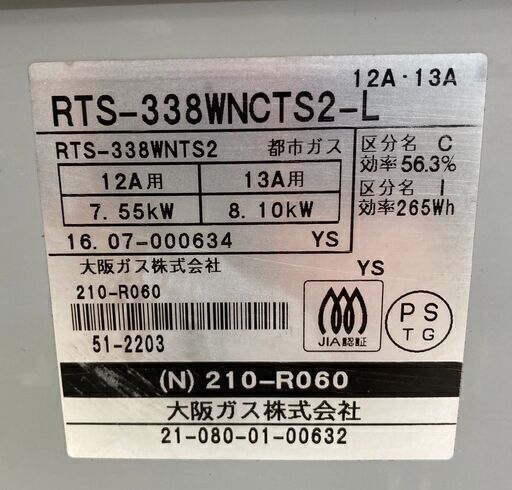 12A・13A
RTS-338WNCTS2-L
RTS-338WNTS2 都市ガス
12A用 13A用
7.55kW 8.10kW
区分名 C
効率56.3%
区分名 I
効率265Wh
16.07-000634 YS
大阪ガス株式会社
YS
210-R060
51-2203
JIA認証
PS
TG
(N) 210-R060
大阪ガス株式会社
21-080-01-00632